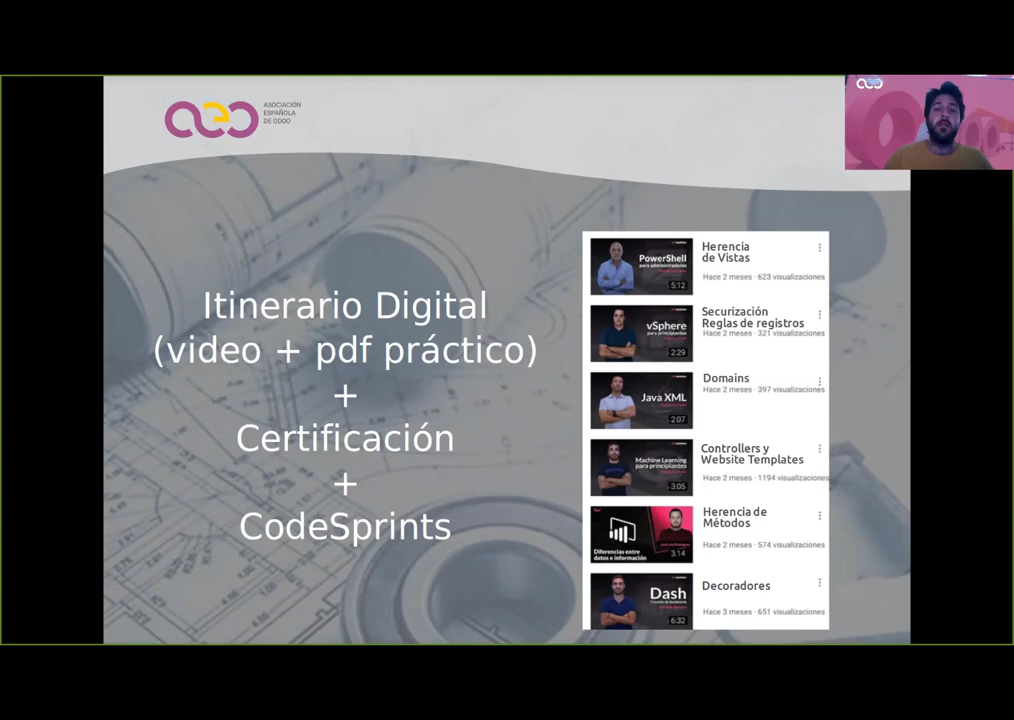 aeo
ASOCIACIÓN
ESPAÑOLA
DE ODOO
aeo
Itinerario Digital
(video + pdf práctico)
+
Certificación
+
CodeSprints
PowerShell
para administradores
5:12
Herencia
de Vistas
Hace 2 meses · 623 visualizaciones
vSphere
para principiantes
2:29
Securización
Reglas de registros
Hace 2 meses · 321 visualizaciones
Java XML
2:07
Domains
Hace 2 meses · 397 visualizaciones
Machine Learning
para principiantes
3:05
Controllers y
Website Templates
Hace 2 meses · 1194 visualizaciones
Diferencias entre
datos e información
3:14
Herencia de
Métodos
Hace 2 meses · 574 visualizaciones
Dash
6:32
Decoradores
Hace 3 meses · 651 visualizaciones